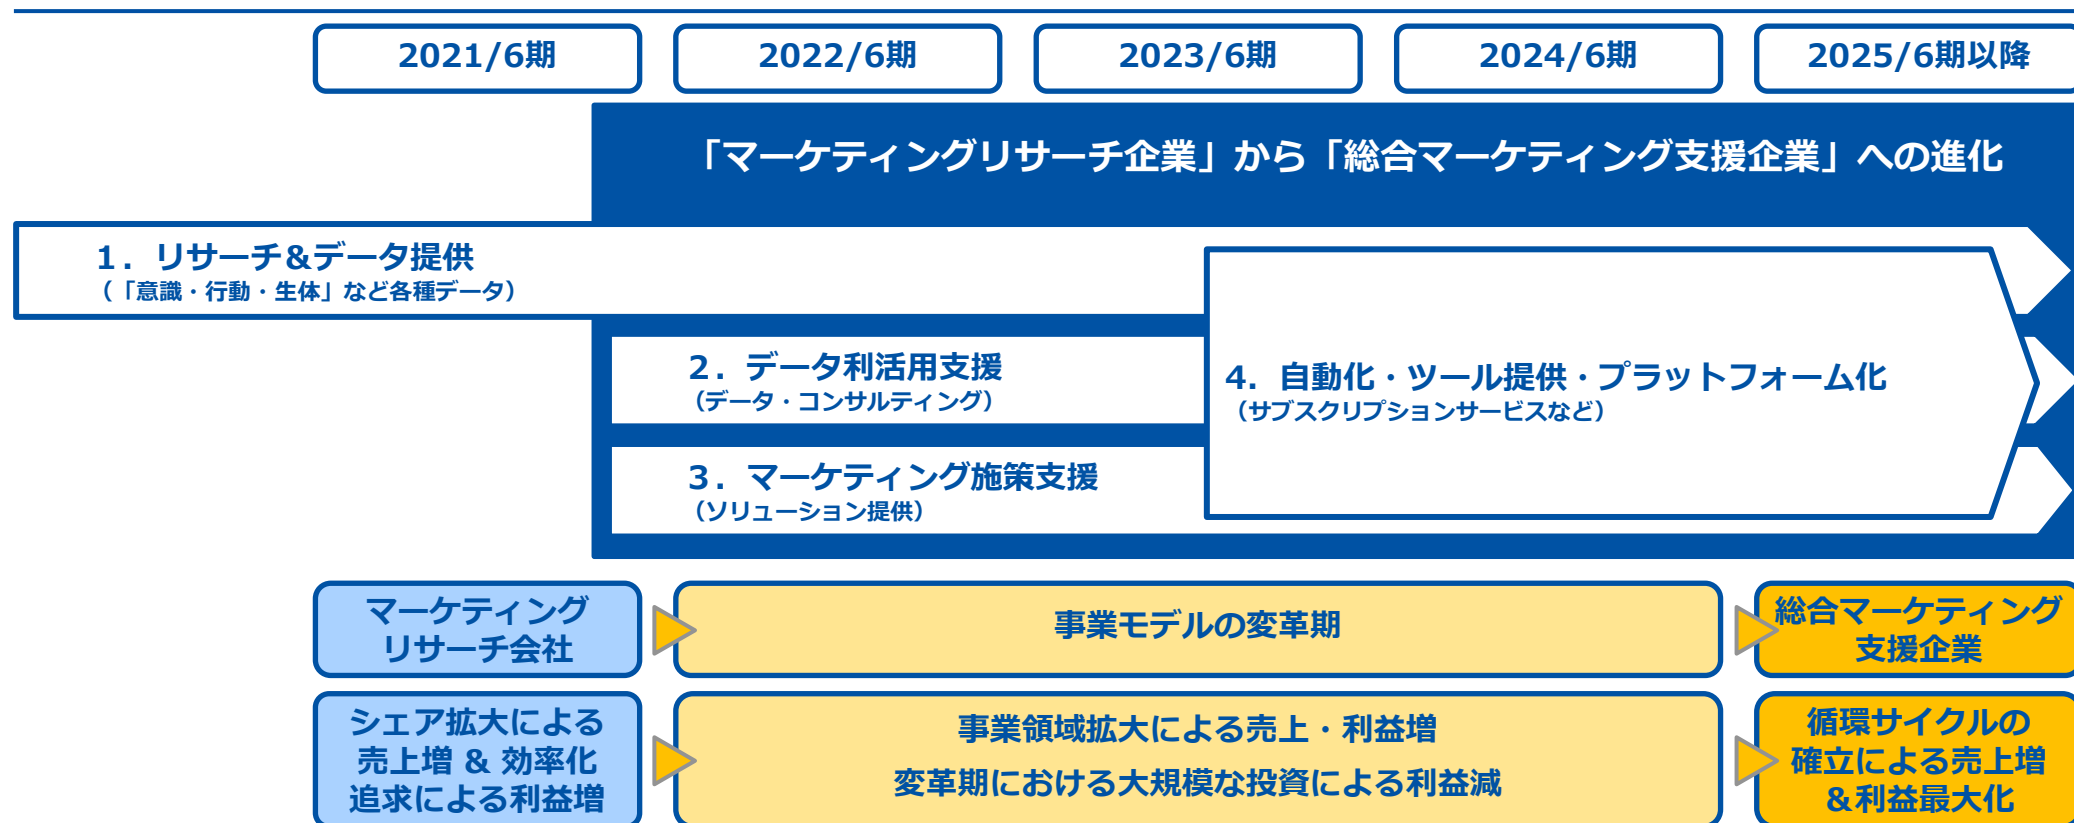 2021/6期
2022/6期
2023/6期
2024/6期
2025/6期以降
「マーケティングリサーチ企業」から「総合マーケティング支援企業」への進化
1．リサーチ＆データ提供
（「意識・行動・生体」など各種データ）
2．データ利活用支援
（データ・コンサルティング）
3．マーケティング施策支援
（ソリューション提供）
4．自動化・ツール提供・プラットフォーム化
（サブスクリプションサービスなど）
マーケティング
リサーチ会社
事業モデルの変革期
総合マーケティング
支援企業
シェア拡大による
売上増 & 効率化
追求による利益増
事業領域拡大による売上・利益増
変革期における大規模な投資による利益減
循環サイクルの
確立による売上増
＆利益最大化